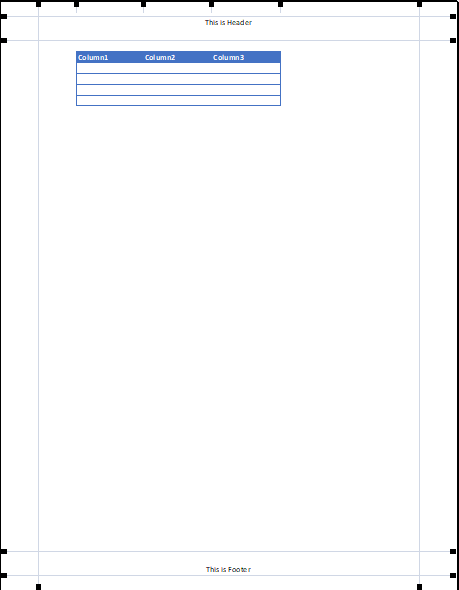 This is Header
Column1 Column2 Column3
This is Footer